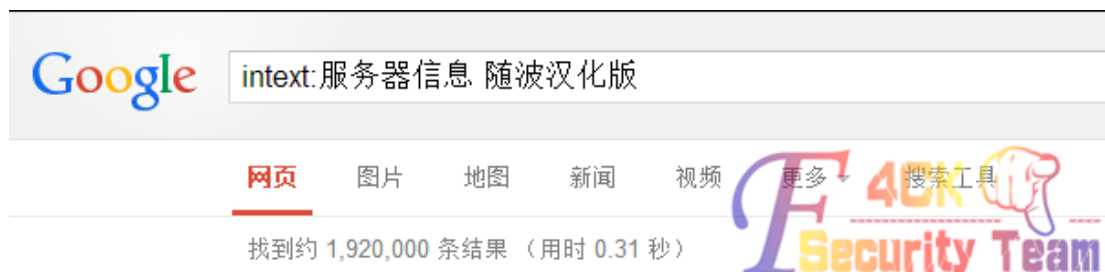 Google intext:服务器信息 随波汉化版
网页 图片 地图 新闻 视频 更多 搜索工具
找到约 1,920,000 条结果 （用时 0.31 秒）
F4CK
Security Team